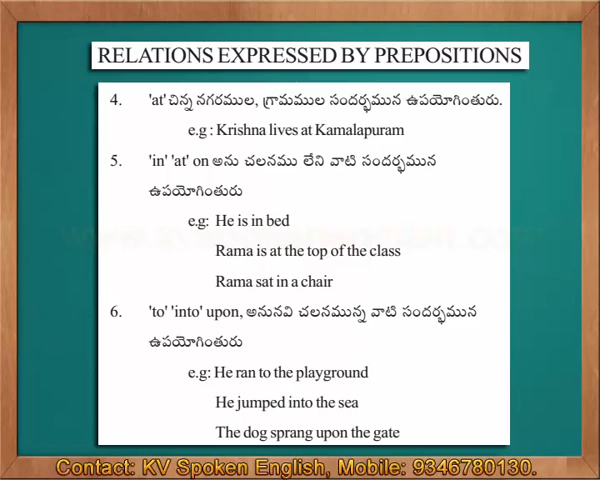 RELATIONS EXPRESSED BY PREPOSITIONS
4. 'at' చిన్న నగరముల, గ్రామముల సందర్భమున ఉపయోగింతురు.
e.g : Krishna lives at Kamalapuram
5. 'in' 'at' on అను చలనము లేని వాటి సందర్భమున
ఉపయోగింతురు
e.g: He is in bed
Rama is at the top of the class
Rama sat in a chair
6. 'to' 'into' upon, అనునవి చలనమున్న వాటి సందర్భమున
ఉపయోగింతురు
e.g: He ran to the playground
He jumped into the sea
The dog sprang upon the gate
Contact: KV Spoken English, Mobile: 9346780130.